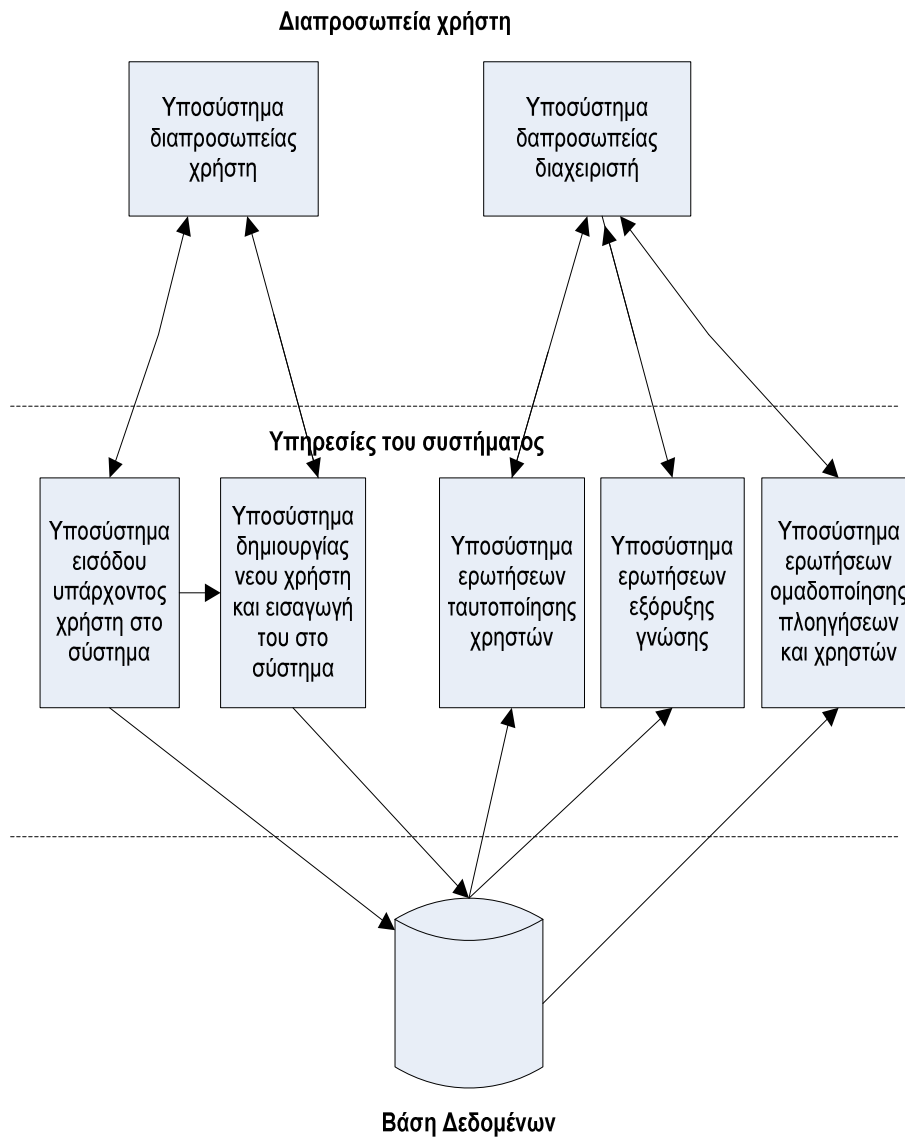 Διαπροσωπεία χρήστη
Υποσύστημα
διαπροσωπείας
χρήστη
Υποσύστημα
δαπροσωπείας
διαχειριστή
Υπηρεσίες του συστήματος
Υποσύστημα
εισόδου
υπάρχοντος
χρήστη στο
σύστημα
Υποσύστημα
δημιουργίας
νεου χρήστη
και εισαγωγή
του στο
σύστημα
Υποσύστημα
ερωτήσεων
ταυτοποίησης
χρηστών
Υποσύστημα
ερωτήσεων
εξόρυξης
γνώσης
Υποσύστημα
ερωτήσεων
ομαδοποίησης
πλοηγήσεων
και χρηστών
Βάση Δεδομένων